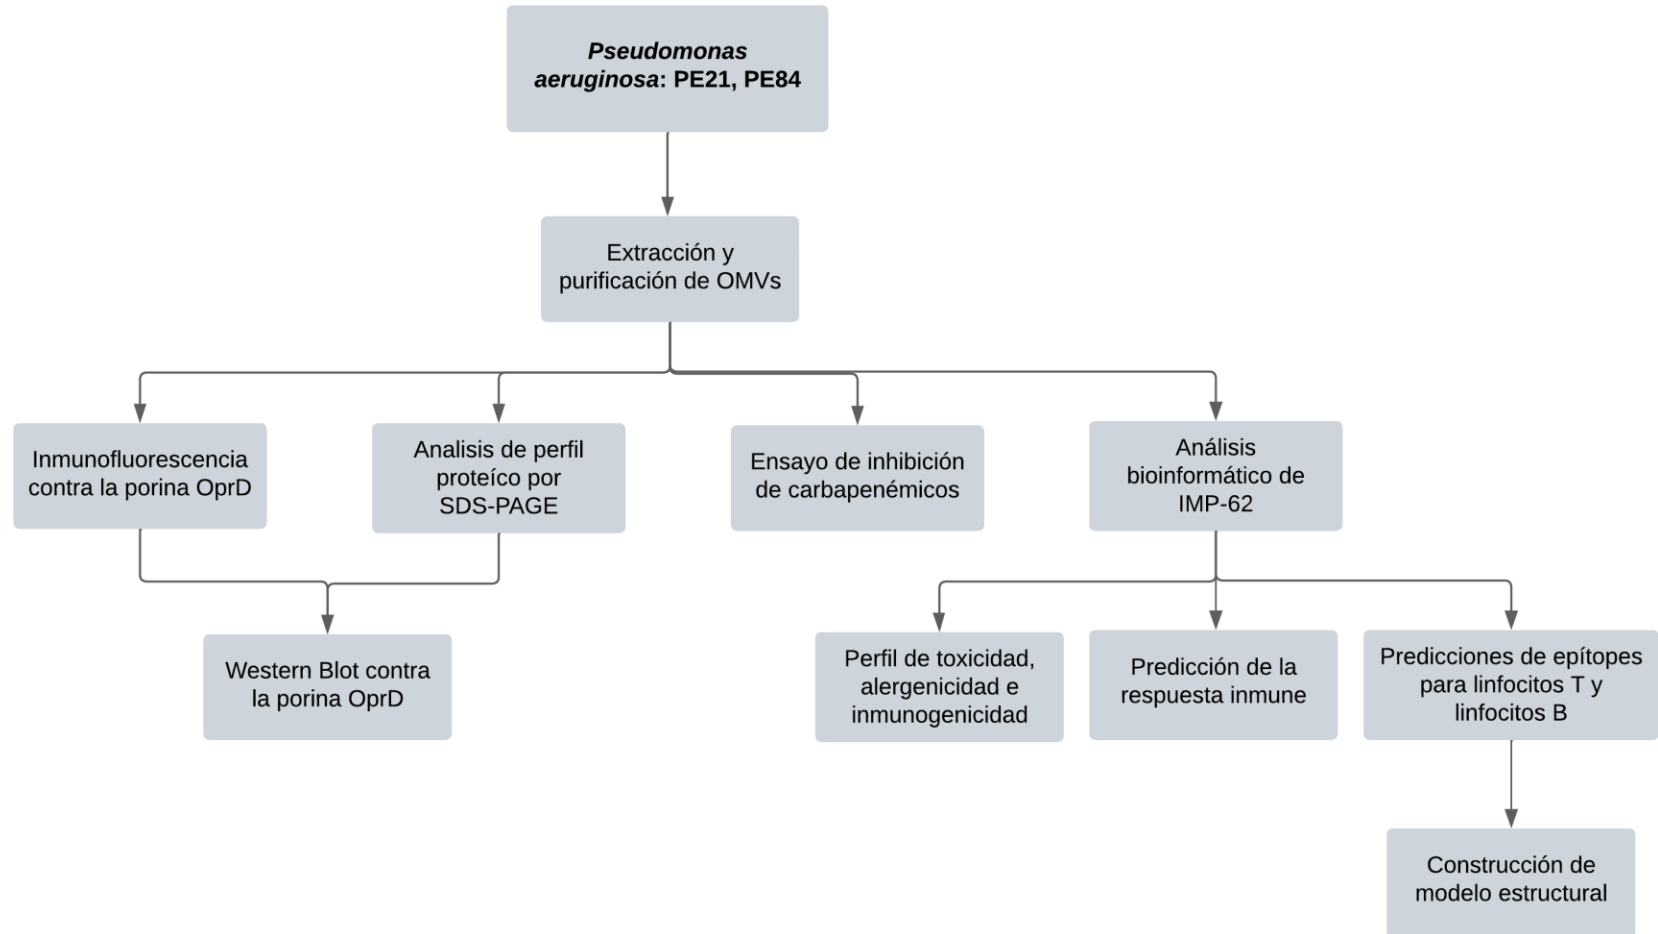 Pseudomonas
aeruginosa: PE21, PE84
Extracción y
purificación de OMVs
Inmunofluorescencia
contra la porina OprD
Analisis de perfil
proteíco por
SDS-PAGE
Ensayo de inhibición
de carbapenémicos
Análisis
bioinformático de
IMP-62
Western Blot contra
la porina OprD
Perfil de toxicidad,
alergenicidad e
inmunogenicidad
Predicción de la
respuesta inmune
Predicciones de epítopes
para linfocitos T y
linfocitos B
Construcción de
modelo estructural